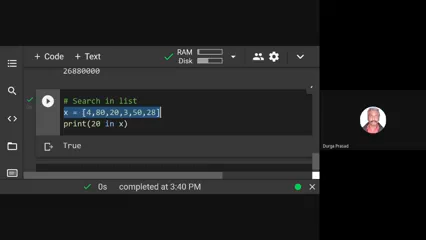 + Code + Text
RAM
Disk
26880000
# Search in list
x = [4,80,20,3,50,28]
print(20 in x)
True
0s completed at 3:40 PM
Durga Prasad